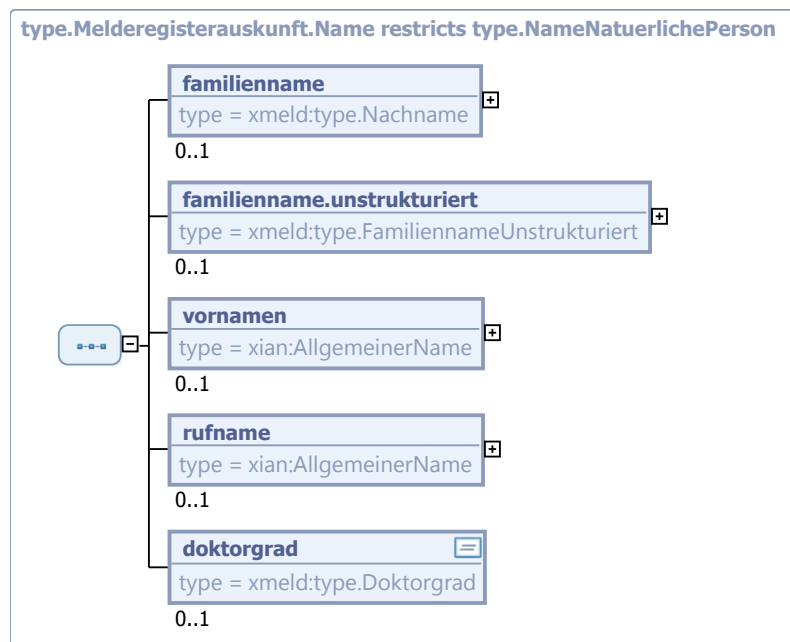 type.Melderegisterauskunft.Name restricts type.NameNatuerlichePerson
familienname
type = xmeld:type.Nachname
0..1
familienname.unstrukturiert
type = xmeld:type.FamiliennameUnstrukturiert
0..1
vornamen
type = xian:AllgemeinerName
0..1
rufname
type = xian:AllgemeinerName
0..1
doktorgrad
type = xmeld:type.Doktorgrad
0..1